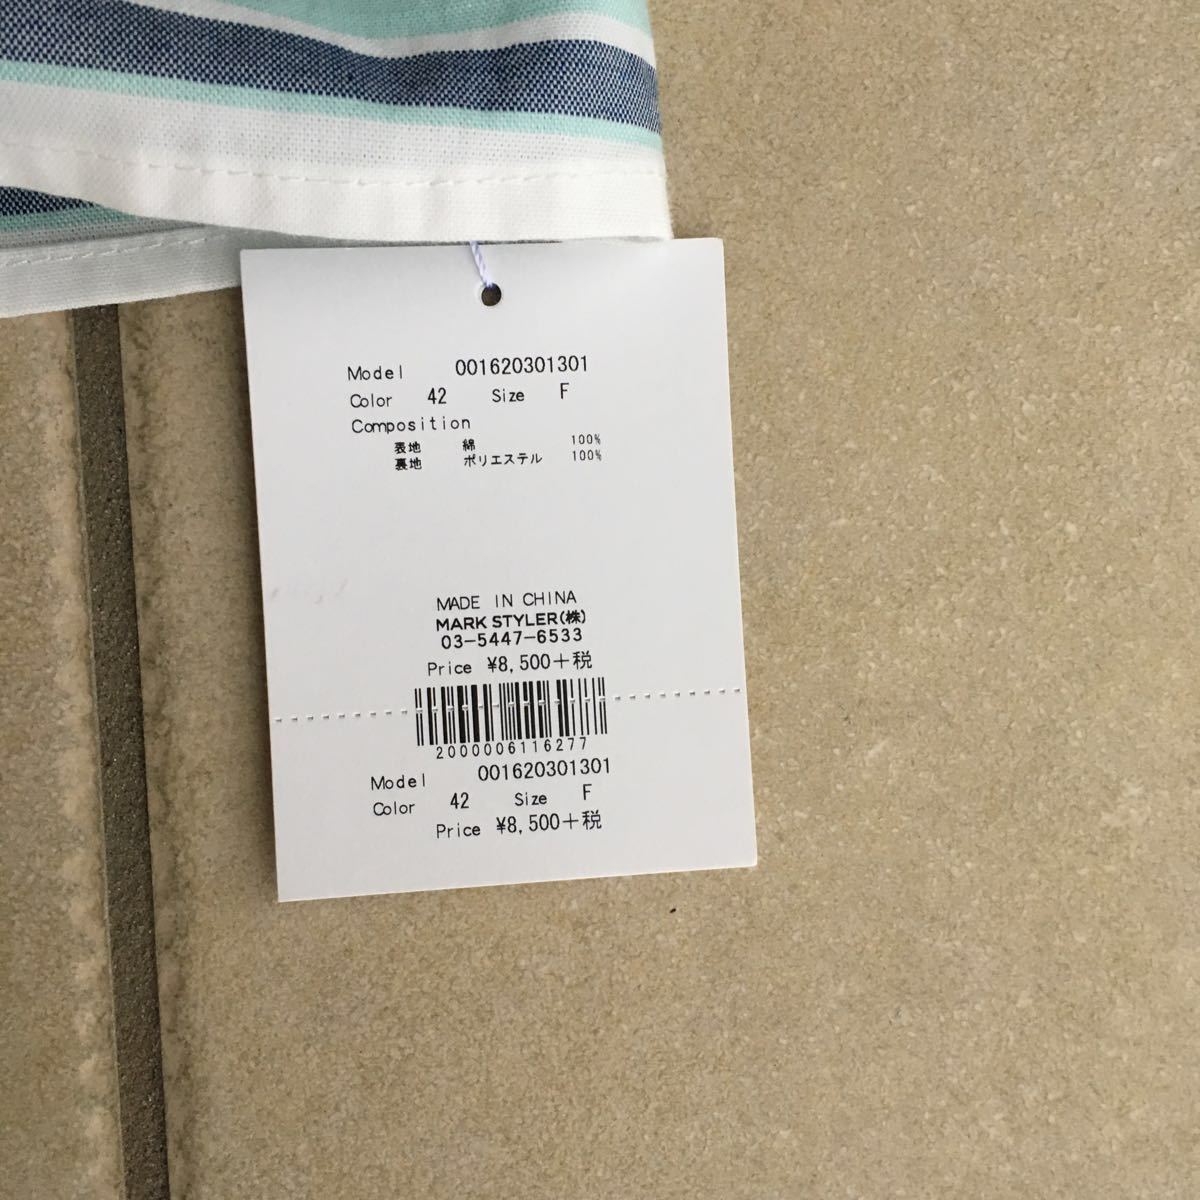 Model 001620301301
Color 42 Size F
Composition
表地 綿 100%
裏地 ポリエステル 100%
MADE IN CHINA
MARK STYLER(株)
03-5447-6533
Price ¥8,500+税
2000006116277
Model 001620301301
Color 42 Size F
Price ¥8,500+税